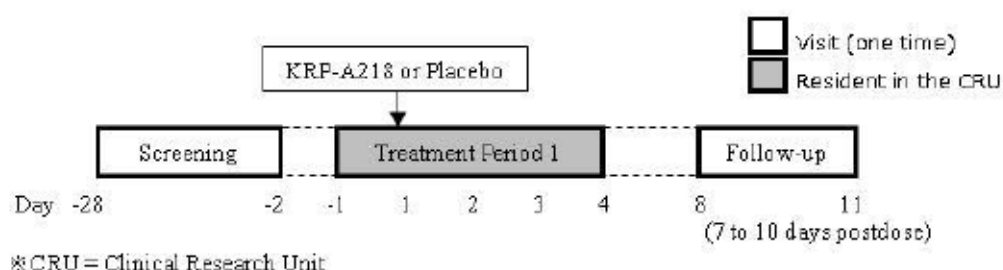 Visit (one time)
KRP-A218 or Placebo
Resident in the CRU
Screening
Treatment Period 1
Follow-up
Day -28 -2 -1 1 2 3 4 8 11
(7 to 10 days postdose)
※CRU = Clinical Research Unit